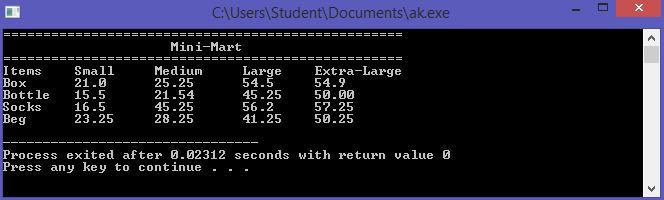 C:\Users\Student\Documents\ak.exe
==================================================
Mini-Mart
==================================================
Items Small Medium Large Extra-Large
Box 21.0 25.25 54.5 54.9
Bottle 15.5 21.54 45.25 50.00
Socks 16.5 45.25 56.2 57.25
Beg 23.25 28.25 41.25 50.25
--------------------------------
Process exited after 0.02312 seconds with return value 0
Press any key to continue . . .